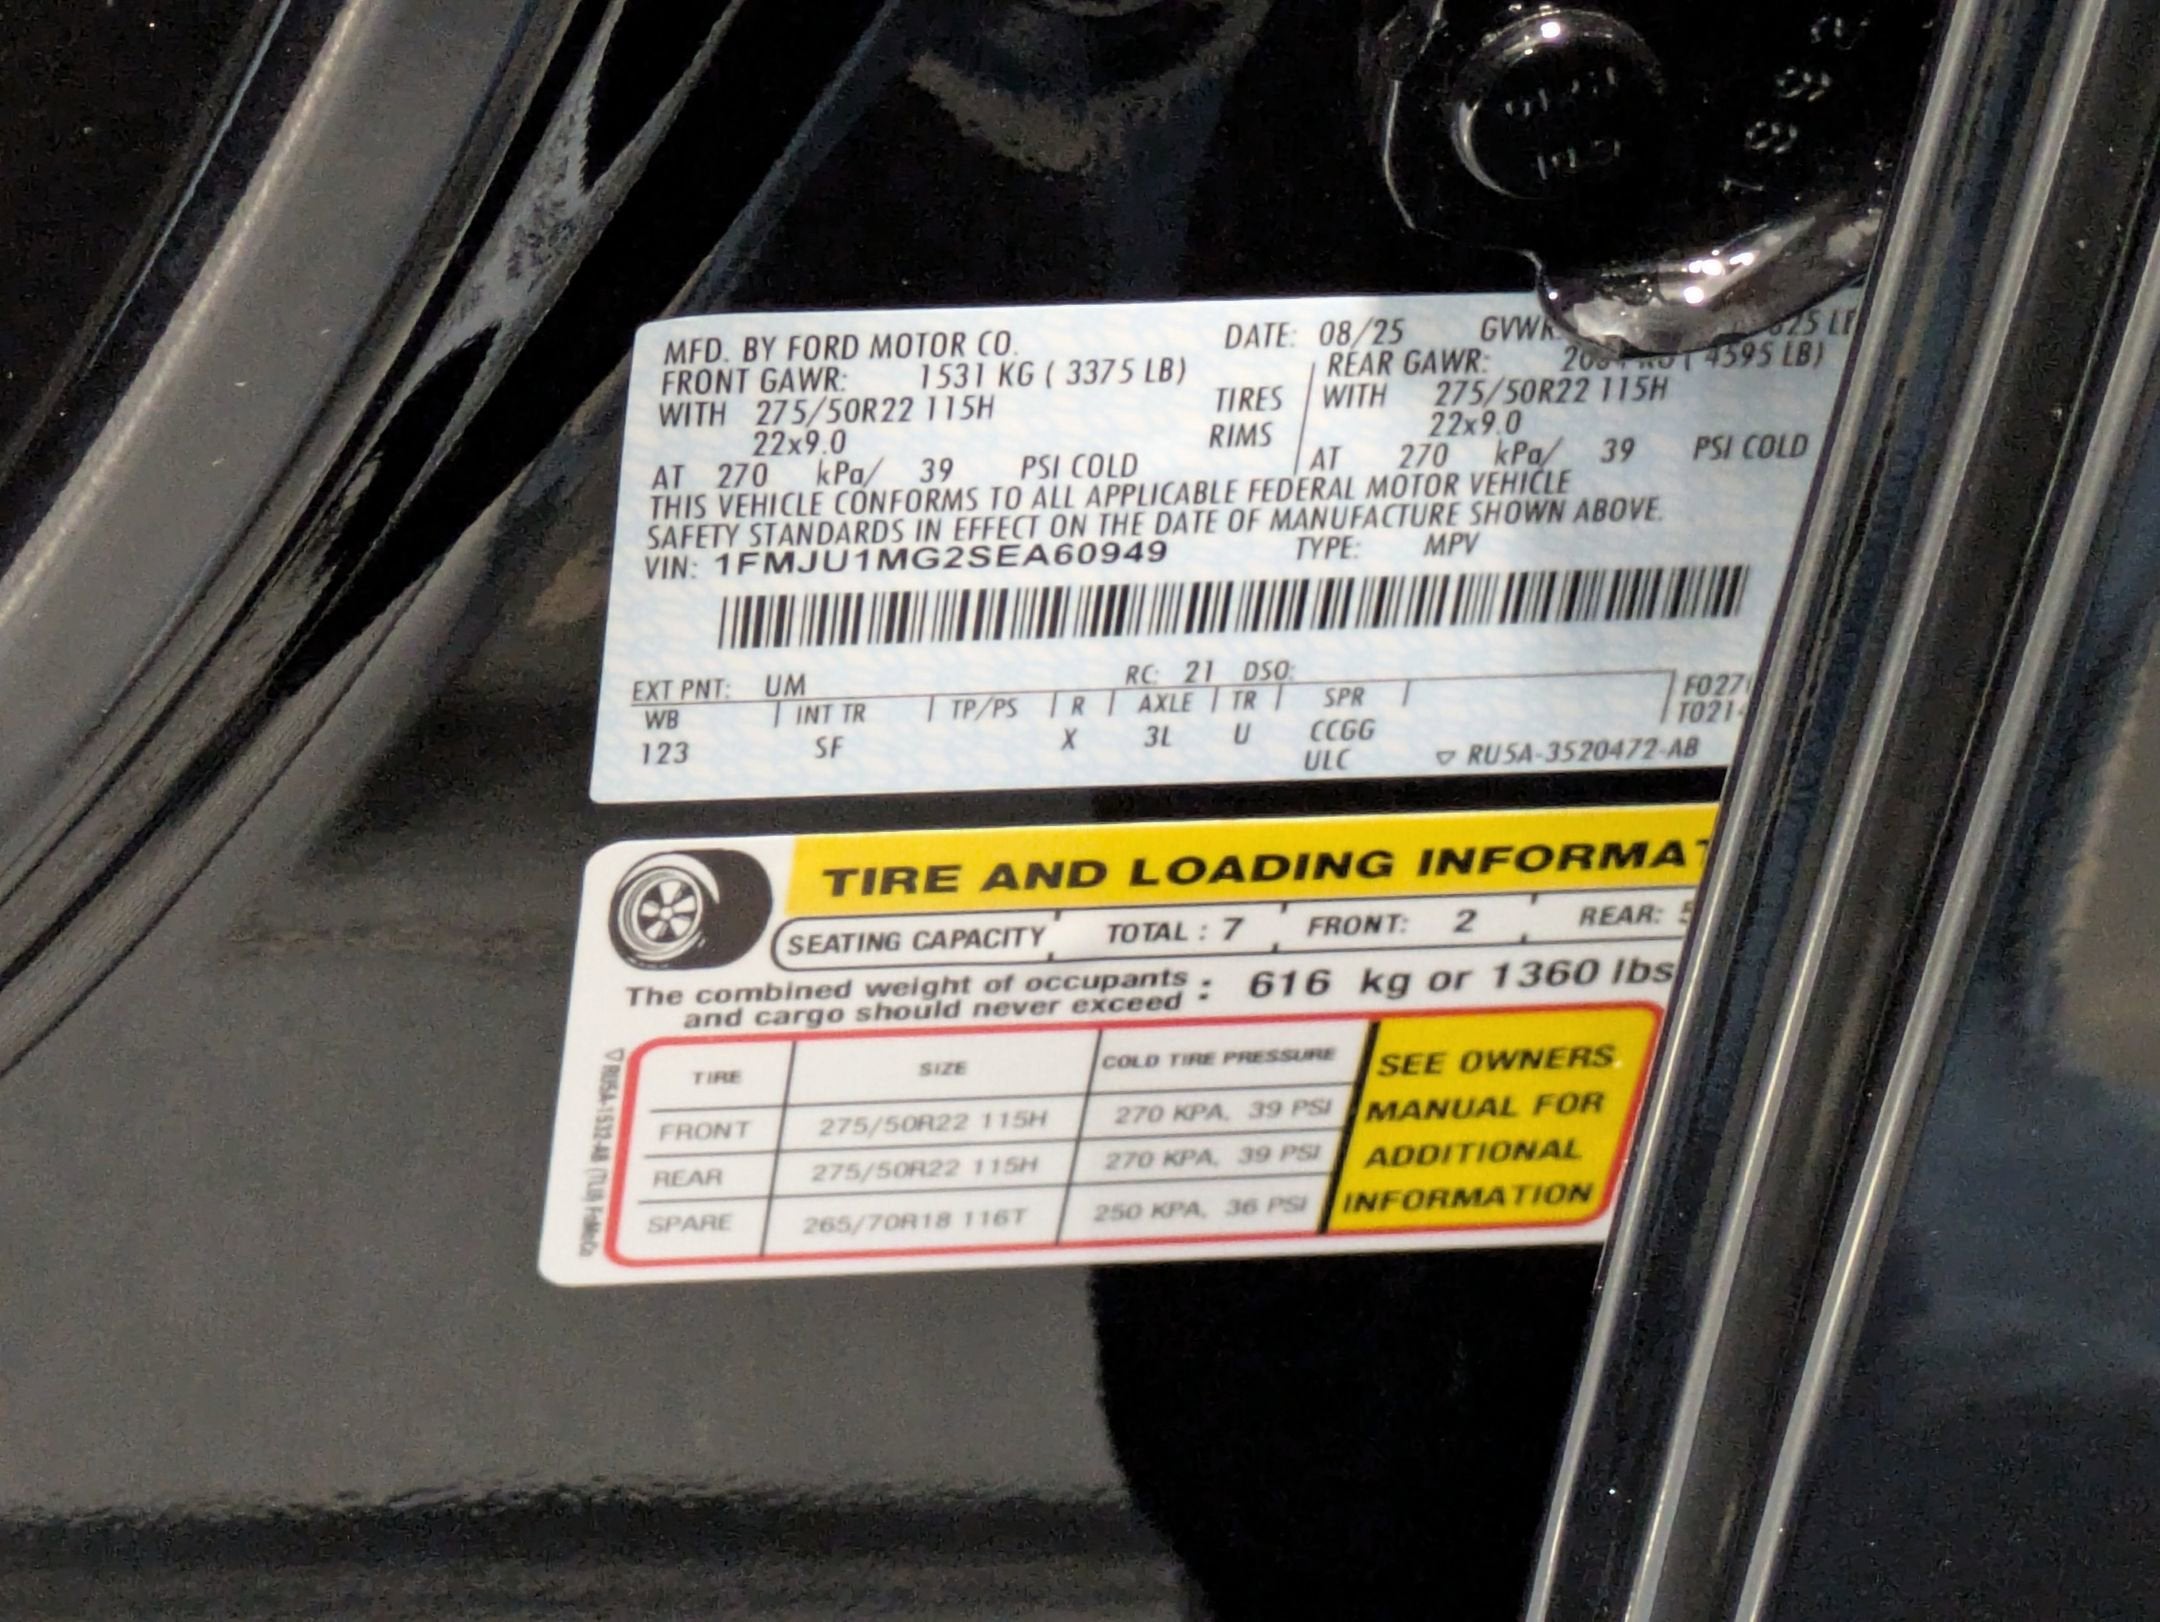 MFD. BY FORD MOTOR CO. DATE: 08/25 GVWR:
FRONT GAWR: 1531 KG ( 3375 LB) REAR GAWR: ( 4595 LB)
WITH 275/50R22 115H TIRES WITH 275/50R22 115H
22x9.0 RIMS 22x9.0
AT 270 kPa/ 39 PSI COLD AT 270 kPa/ 39 PSI COLD
THIS VEHICLE CONFORMS TO ALL APPLICABLE FEDERAL MOTOR VEHICLE
SAFETY STANDARDS IN EFFECT ON THE DATE OF MANUFACTURE SHOWN ABOVE.
VIN: 1FMJU1MG2SEA60949 TYPE: MPV
EXT PNT: UM RC: 21 DSO:
WB INT TR TP/PS R AXLE TR SPR
123 SF X 3L U CCGG
ULC RU5A-3520472-AB
TIRE AND LOADING
SEATING CAPACITY TOTAL : 7 FRONT: 2 REAR: 5
The combined weight of occupants
and cargo should never exceed : 616 kg or 1360 lbs
TIRE SIZE COLD TIRE PRESSURE
FRONT 275/50R22 115H 270 KPA, 39 PSI
REAR 275/50R22 115H 270 KPA, 39 PSI
SPARE 265/70R18 116T 250 KPA, 36 PSI
SEE OWNERS
MANUAL FOR
ADDITIONAL
INFORMATION